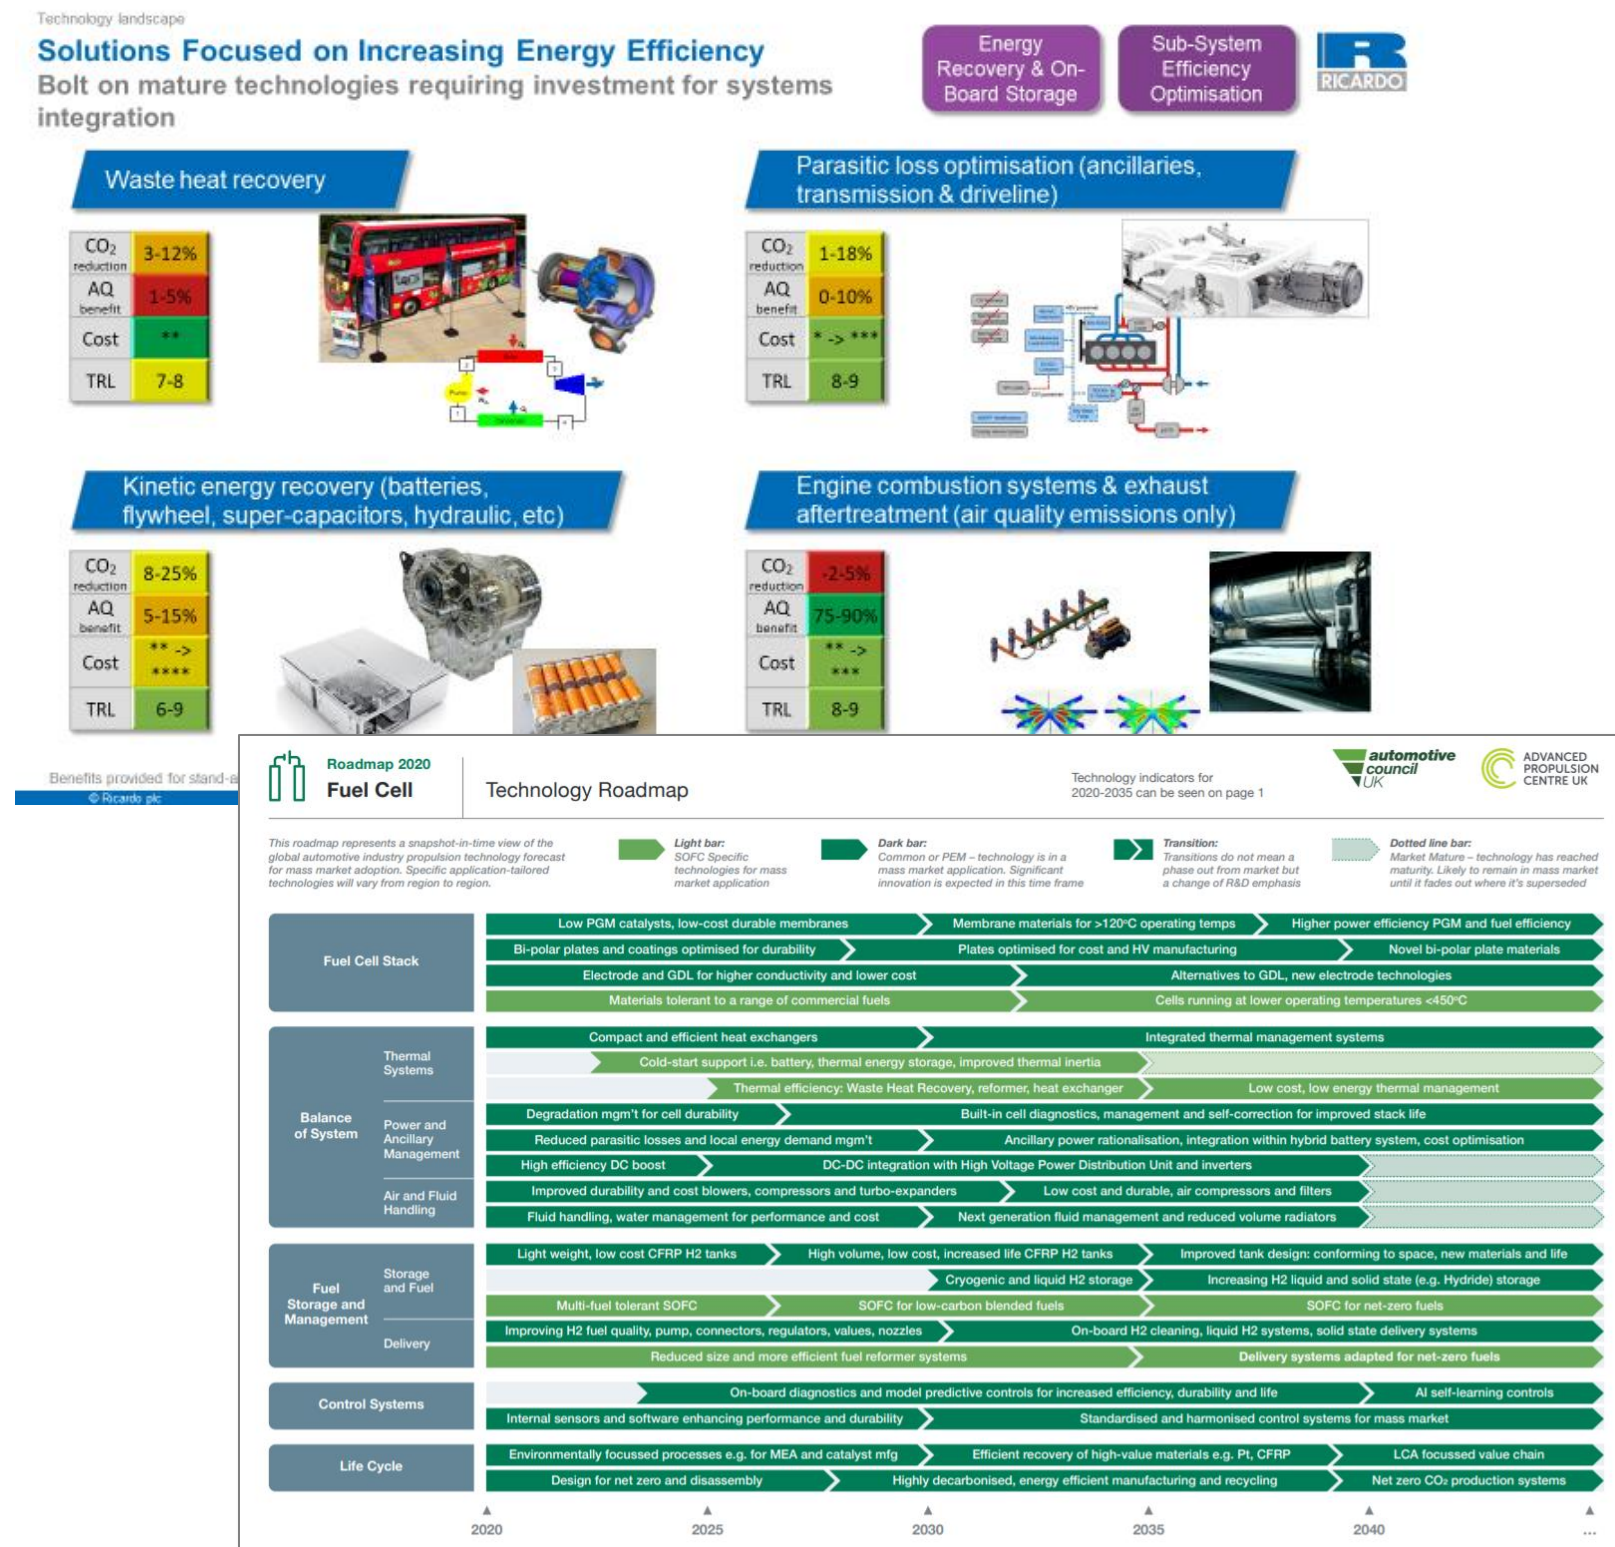 Technology landscape
Solutions Focused on Increasing Energy Efficiency
Bolt on mature technologies requiring investment for systems
integration
Energy
Recovery & On-
Board Storage
Sub-System
Efficiency
Optimisation
RICARDO
Waste heat recovery
CO₂
reduction
3-12%
AQ
benefit
1-5%
Cost
**
TRL
7-8
Parasitic loss optimisation (ancillaries,
transmission & driveline)
CO₂
reduction
1-18%
AQ
benefit
0-10%
Cost
* -> ***
TRL
8-9
Kinetic energy recovery (batteries,
flywheel, super-capacitors, hydraulic, etc)
CO₂
reduction
8-25%
AQ
benefit
5-15%
Cost
** ->
****
TRL
6-9
Engine combustion systems & exhaust
aftertreatment (air quality emissions only)
CO₂
reduction
-2-5%
AQ
benefit
75-90%
Cost
** ->
***
TRL
8-9
Benefits provided for stand-a
© Ricardo plc
Roadmap 2020
Fuel Cell
Technology Roadmap
Technology indicators for
2020-2035 can be seen on page 1
automotive
council
UK
ADVANCED
PROPULSION
CENTRE UK
This roadmap represents a snapshot-in-time view of the
global automotive industry propulsion technology forecast
for mass market adoption. Specific application-tailored
technologies will vary from region to region.
Light bar:
SOFC Specific
technologies for mass
market application
Dark bar:
Common or PEM – technology is in a
mass market application. Significant
innovation is expected in this time frame
Transition:
Transitions do not mean a
phase out from market but
a change of R&D emphasis
Dotted line bar:
Market Mature – technology has reached
maturity. Likely to remain in mass market
until it fades out where it's superseded
Fuel Cell Stack
Low PGM catalysts, low-cost durable membranes
Membrane materials for >120ºC operating temps
Higher power efficiency PGM and fuel efficiency
Bi-polar plates and coatings optimised for durability
Plates optimised for cost and HV manufacturing
Novel bi-polar plate materials
Electrode and GDL for higher conductivity and lower cost
Alternatives to GDL, new electrode technologies
Materials tolerant to a range of commercial fuels
Cells running at lower operating temperatures <450ºC
Balance
of System
Thermal
Systems
Compact and efficient heat exchangers
Integrated thermal management systems
Cold-start support i.e. battery, thermal energy storage, improved thermal inertia
Thermal efficiency: Waste Heat Recovery, reformer, heat exchanger
Low cost, low energy thermal management
Power and
Ancillary
Management
Degradation mgm't for cell durability
Built-in cell diagnostics, management and self-correction for improved stack life
Reduced parasitic losses and local energy demand mgm't
Ancillary power rationalisation, integration within hybrid battery system, cost optimisation
High efficiency DC boost
DC-DC integration with High Voltage Power Distribution Unit and inverters
Air and Fluid
Handling
Improved durability and cost blowers, compressors and turbo-expanders
Low cost and durable, air compressors and filters
Fluid handling, water management for performance and cost
Next generation fluid management and reduced volume radiators
Fuel
Storage and
Management
Storage
and Fuel
Light weight, low cost CFRP H2 tanks
High volume, low cost, increased life CFRP H2 tanks
Improved tank design: conforming to space, new materials and life
Cryogenic and liquid H2 storage
Increasing H2 liquid and solid state (e.g. Hydride) storage
Multi-fuel tolerant SOFC
SOFC for low-carbon blended fuels
SOFC for net-zero fuels
Delivery
Improving H2 fuel quality, pump, connectors, regulators, values, nozzles
On-board H2 cleaning, liquid H2 systems, solid state delivery systems
Reduced size and more efficient fuel reformer systems
Delivery systems adapted for net-zero fuels
Control Systems
On-board diagnostics and model predictive controls for increased efficiency, durability and life
AI self-learning controls
Internal sensors and software enhancing performance and durability
Standardised and harmonised control systems for mass market
Life Cycle
Environmentally focussed processes e.g. for MEA and catalyst mfg
Efficient recovery of high-value materials e.g. Pt, CFRP
LCA focussed value chain
Design for net zero and disassembly
Highly decarbonised, energy efficient manufacturing and recycling
Net zero CO₂ production systems
2020
2025
2030
2035
2040
...